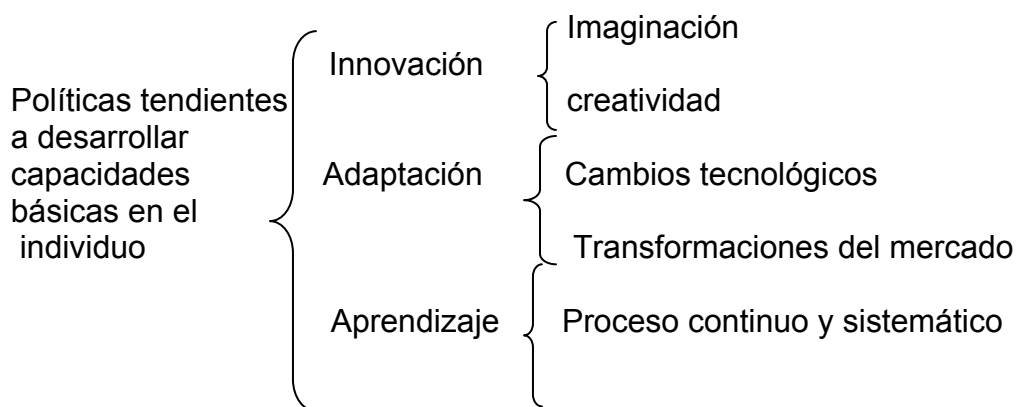 Políticas tendientes
a desarrollar
capacidades
básicas en el
individuo
Innovación
Imaginación
creatividad
Adaptación
Cambios tecnológicos
Transformaciones del mercado
Aprendizaje
Proceso continuo y sistemático